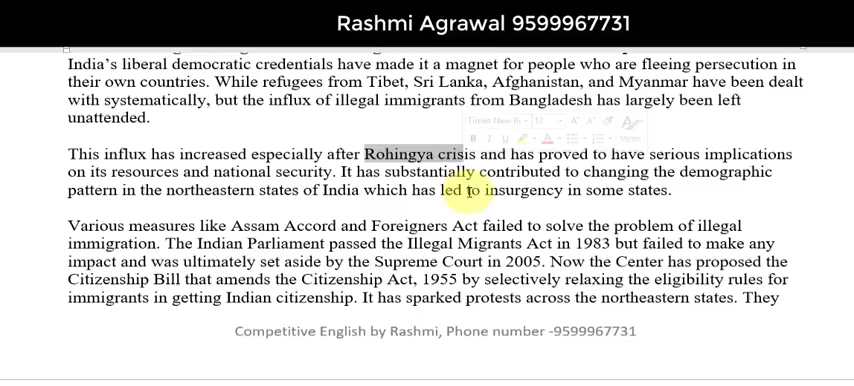 Rashmi Agrawal 9599967731
India's liberal democratic credentials have made it a magnet for people who are fleeing persecution in
their own countries. While refugees from Tibet, Sri Lanka, Afghanistan, and Myanmar have been dealt
with systematically, but the influx of illegal immigrants from Bangladesh has largely been left
unattended.
Times New R 12 A A
B I U A Styles
This influx has increased especially after Rohingya crisis and has proved to have serious implications
on its resources and national security. It has substantially contributed to changing the demographic
pattern in the northeastern states of India which has led to insurgency in some states.
Various measures like Assam Accord and Foreigners Act failed to solve the problem of illegal
immigration. The Indian Parliament passed the Illegal Migrants Act in 1983 but failed to make any
impact and was ultimately set aside by the Supreme Court in 2005. Now the Center has proposed the
Citizenship Bill that amends the Citizenship Act, 1955 by selectively relaxing the eligibility rules for
immigrants in getting Indian citizenship. It has sparked protests across the northeastern states. They
Competitive English by Rashmi, Phone number -9599967731